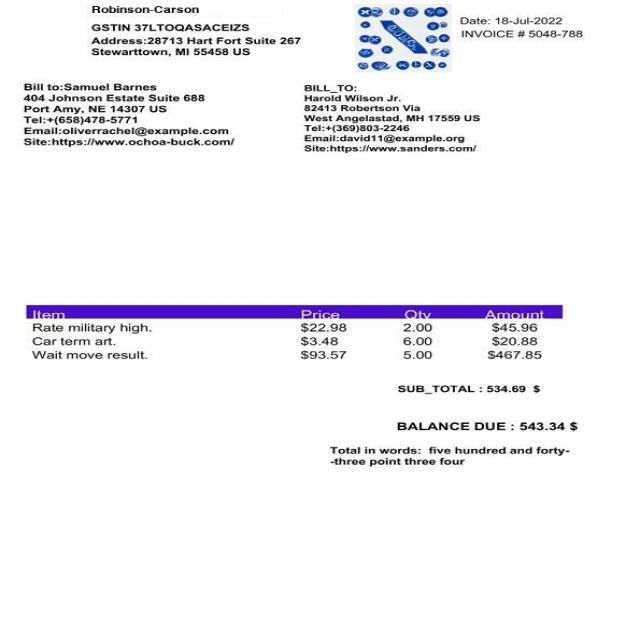 Robinson-Carson
GSTIN 37LTOQASACEIZS
Address:28713 Hart Fort Suite 267
Stewarttown, MI 55458 US
Date: 18-Jul-2022
INVOICE # 5048-788
Bill to:Samuel Barnes
404 Johnson Estate Suite 688
Port Amy, NE 14307 US
Tel:+(658)478-5771
Email:oliverrachel@example.com
Site:https://www.ochoa-buck.com/
BILL_TO:
Harold Wilson Jr.
82413 Robertson Via
West Angelastad, MH 17559 US
Tel:+(369)803-2246
Email:david11@example.org
Site:https://www.sanders.com/
Item Price Qty Amount
Rate military high. $22.98 2.00 $45.96
Car term art. $3.48 6.00 $20.88
Wait move result. $93.57 5.00 $467.85
SUB_TOTAL : 534.69 $
BALANCE DUE : 543.34 $
Total in words: five hundred and forty-
-three point three four